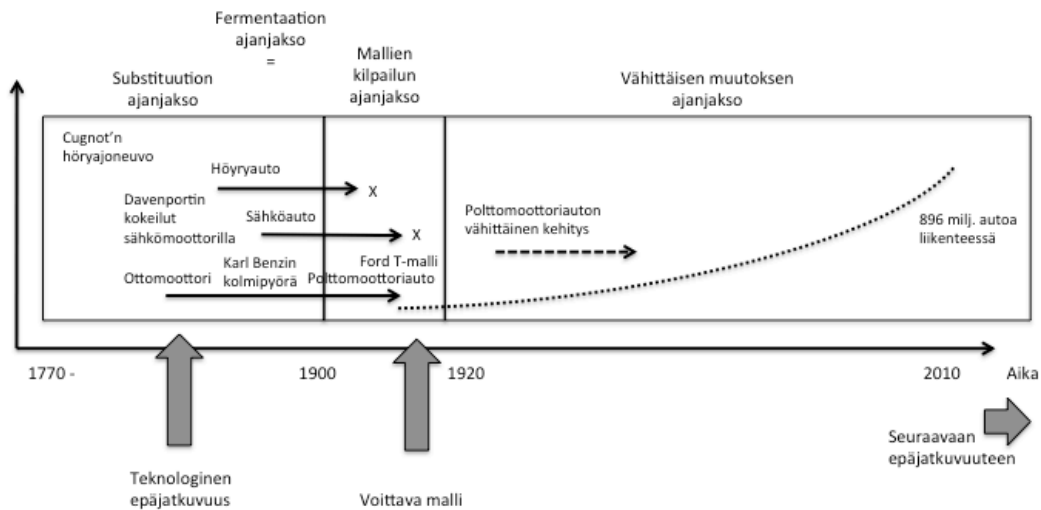 Fermentaation
ajanjakso
=
Substituution
ajanjakso
Mallien
kilpailun
ajanjakso
Vähittäisen muutoksen
ajanjakso
Cugnot'n
höryajoneuvo
Höyryauto
X
Davenportin
kokeilut
sähkömoottorilla
Sähköauto
X
Ottomoottori
Karl Benzin
kolmipyörä
Ford T-malli
Polttomoottoriauto
Polttomoottoriauton
vähittäinen kehitys
896 milj. autoa
liikenteessä
1770 -
1900
1920
2010
Aika
Teknologinen
epäjatkuvuus
Voittava malli
Seuraavaan
epäjatkuvuuteen